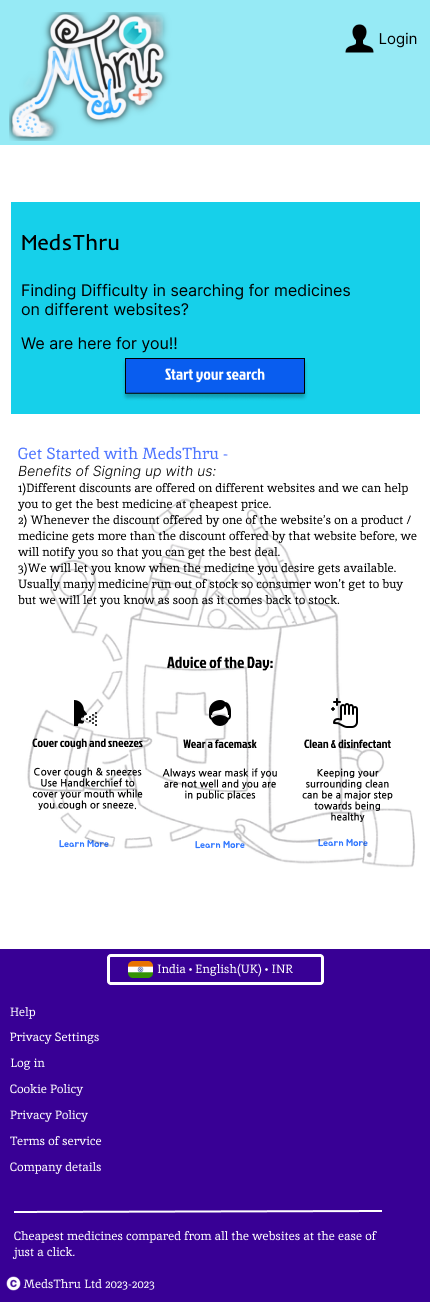 MThru
Med
Login
MedsThru
Finding Difficulty in searching for medicines
on different websites?
We are here for you!!
Start your search
Get Started with MedsThru -
Benefits of Signing up with us:
1)Different discounts are offered on different websites and we can help
you to get the best medicine at cheapest price.
2) Whenever the discount offered by one of the website's on a product /
medicine gets more than the discount offered by that website before, we
will notify you so that you can get the best deal.
3)We will let you know when the medicine you desire gets available.
Usually many medicine run out of stock so consumer won't get to buy
but we will let you know as soon as it comes back to stock.
Advice of the Day:
Cover cough and sneezes
Cover cough & sneezes
Use Handkerchief to
cover your mouth while
you cough or sneeze.
Learn More
Wear a facemask
Always wear mask if you
are not well and you are
in public places
Learn More
Clean & disinfectant
Keeping your
surrounding clean
can be a major step
towards being
healthy
Learn More
India • English(UK) • INR
Help
Privacy Settings
Log in
Cookie Policy
Privacy Policy
Terms of service
Company details
Cheapest medicines compared from all the websites at the ease of
just a click.
© MedsThru Ltd 2023-2023